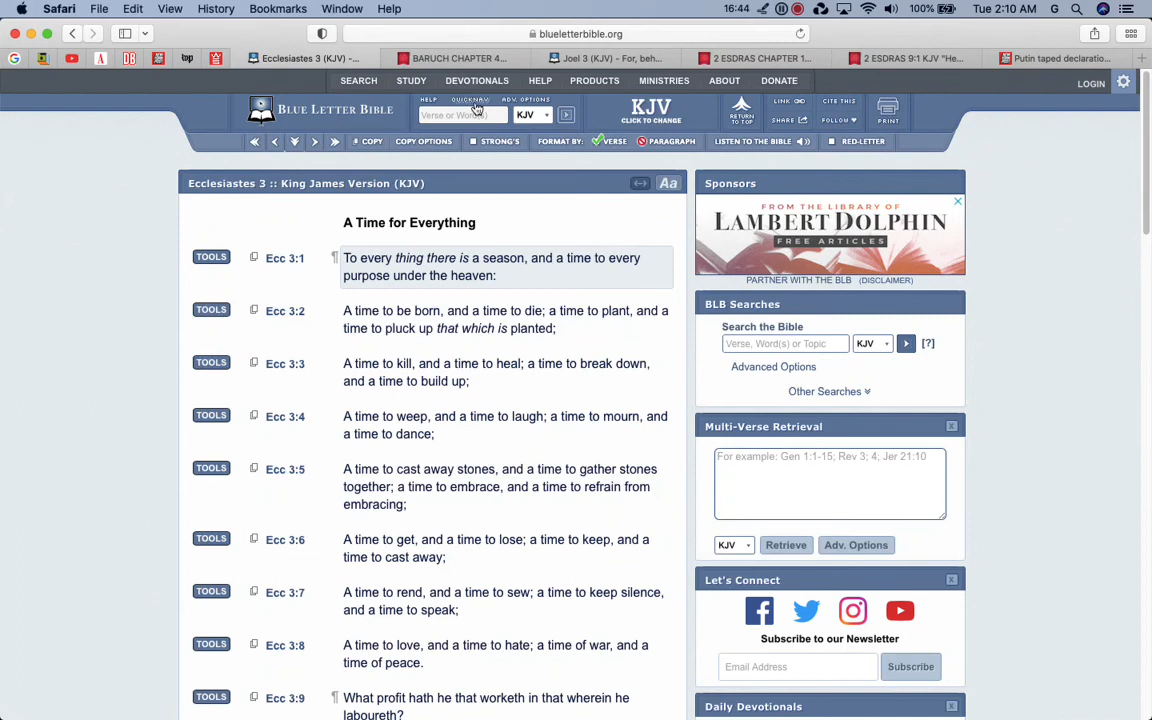 Safari File Edit View History Bookmarks Window Help 16:44 100% Tue 2:10 AM G
blueletterbible.org
Ecclesiastes 3 (KJV) -... BARUCH CHAPTER 4... Joel 3 (KJV) - For, beho... 2 ESDRAS CHAPTER 1... 2 ESDRAS 9:1 KJV "He... Putin taped declaratio...
SEARCH STUDY DEVOTIONALS HELP PRODUCTS MINISTRIES ABOUT DONATE LOGIN
BLUE LETTER BIBLE
HELP QUICKNAV ADV. OPTIONS
Verse or Word(s) KJV
KJV
CLICK TO CHANGE
RETURN TO TOP
LINK CITE THIS
SHARE FOLLOW PRINT
COPY COPY OPTIONS STRONG'S FORMAT BY: VERSE PARAGRAPH LISTEN TO THE BIBLE RED-LETTER
Ecclesiastes 3 :: King James Version (KJV) Aa
A Time for Everything
TOOLS Ecc 3:1 ¶ To every thing there is a season, and a time to every
purpose under the heaven:
TOOLS Ecc 3:2 A time to be born, and a time to die; a time to plant, and a
time to pluck up that which is planted;
TOOLS Ecc 3:3 A time to kill, and a time to heal; a time to break down,
and a time to build up;
TOOLS Ecc 3:4 A time to weep, and a time to laugh; a time to mourn, and
a time to dance;
TOOLS Ecc 3:5 A time to cast away stones, and a time to gather stones
together; a time to embrace, and a time to refrain from
embracing;
TOOLS Ecc 3:6 A time to get, and a time to lose; a time to keep, and a
time to cast away;
TOOLS Ecc 3:7 A time to rend, and a time to sew; a time to keep silence,
and a time to speak;
TOOLS Ecc 3:8 A time to love, and a time to hate; a time of war, and a
time of peace.
TOOLS Ecc 3:9 ¶ What profit hath he that worketh in that wherein he
laboureth?
Sponsors
FROM THE LIBRARY OF
LAMBERT DOLPHIN
FREE ARTICLES
PARTNER WITH THE BLB (DISCLAIMER)
BLB Searches
Search the Bible
Verse, Word(s) or Topic KJV [?]
Advanced Options
Other Searches
Multi-Verse Retrieval
For example: Gen 1:1-15; Rev 3; 4; Jer 21:10
KJV Retrieve Adv. Options
Let's Connect
Subscribe to our Newsletter
Email Address Subscribe
Daily Devotionals